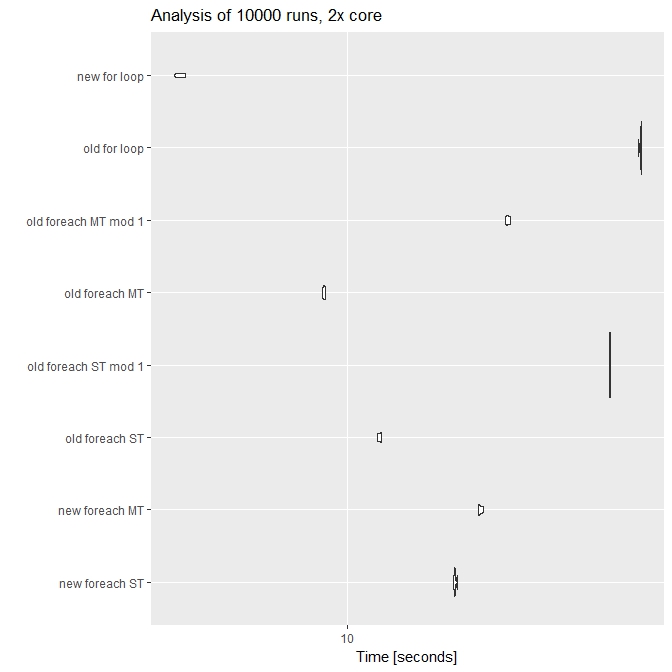 Analysis of 10000 runs, 2x core
new for loop
old for loop
old foreach MT mod 1
old foreach MT
old foreach ST mod 1
old foreach ST
new foreach MT
new foreach ST
10
Time [seconds]